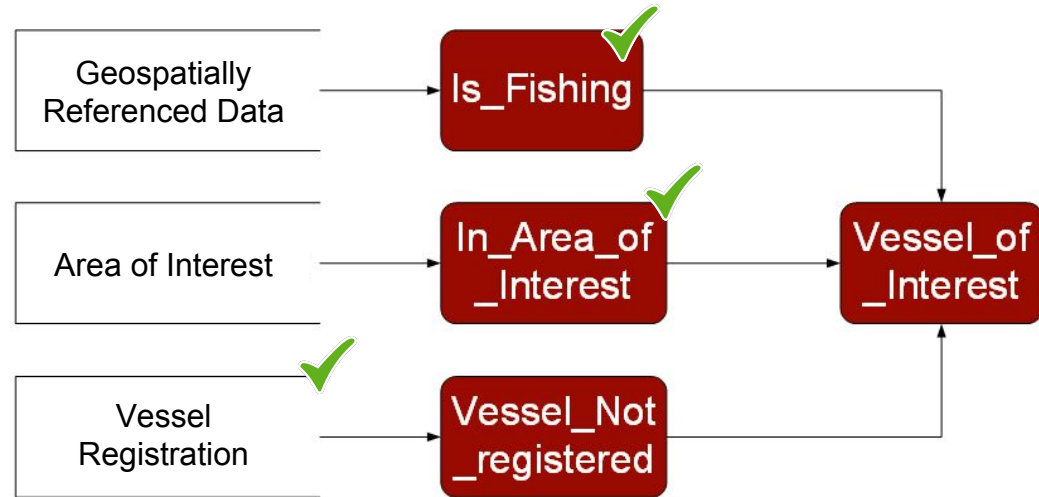 Geospatially
Referenced Data
Is_Fishing
Area of Interest
In_Area_of
_Interest
Vessel_of
_Interest
Vessel
Registration
Vessel_Not
_registered